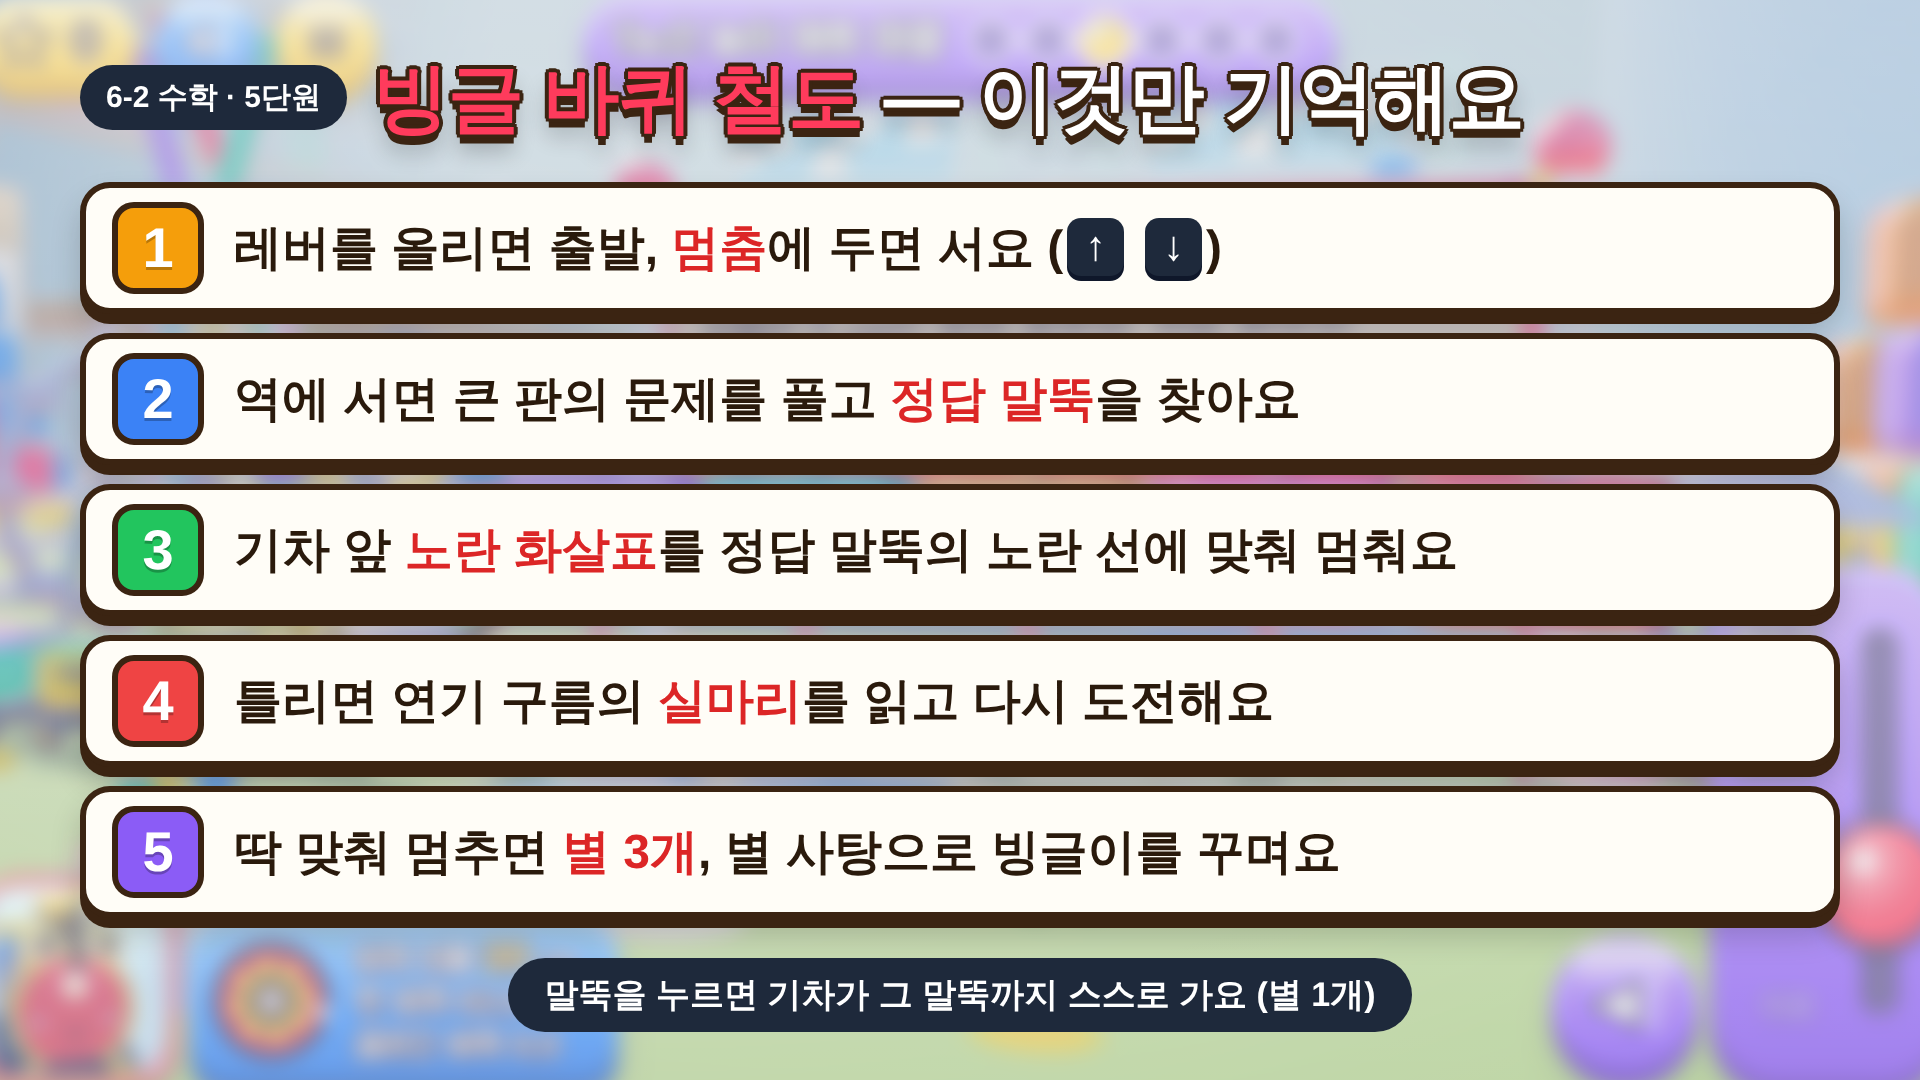 6-2 수학 · 5단원
빙글 바퀴 철도 — 이것만 기억해요
1 레버를 올리면 출발, 멈춤에 두면 서요 (↑ ↓)
2 역에 서면 큰 판의 문제를 풀고 정답 말뚝을 찾아요
3 기차 앞 노란 화살표를 정답 말뚝의 노란 선에 맞춰 멈춰요
4 틀리면 연기 구름의 실마리를 읽고 다시 도전해요
5 딱 맞춰 멈추면 별 3개, 별 사탕으로 빙글이를 꾸며요
말뚝을 누르면 기차가 그 말뚝까지 스스로 가요 (별 1개)